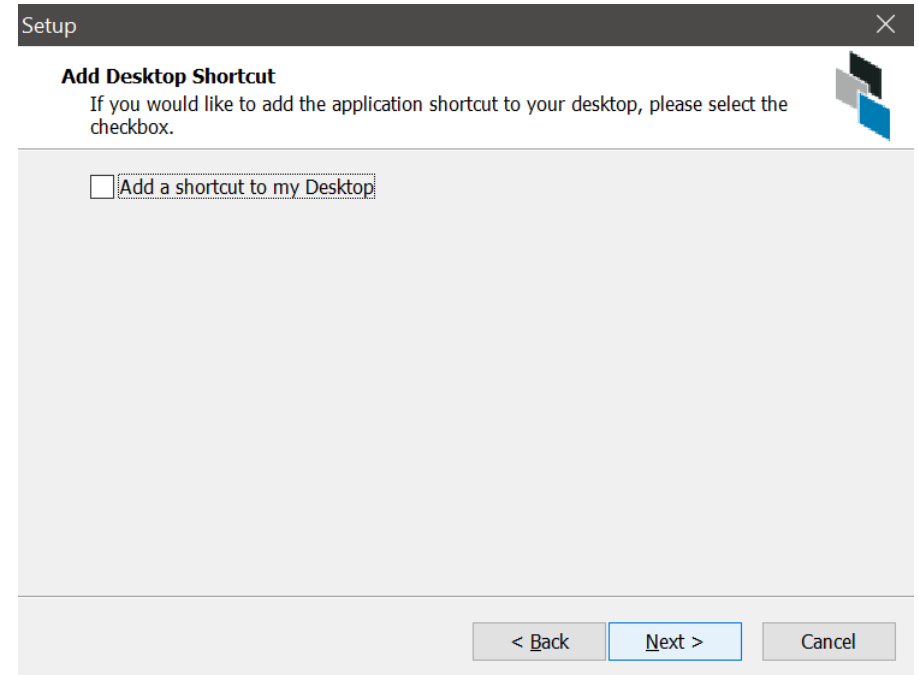 Setup
Add Desktop Shortcut
If you would like to add the application shortcut to your desktop, please select the
checkbox.
Add a shortcut to my Desktop
< Back
Next >
Cancel